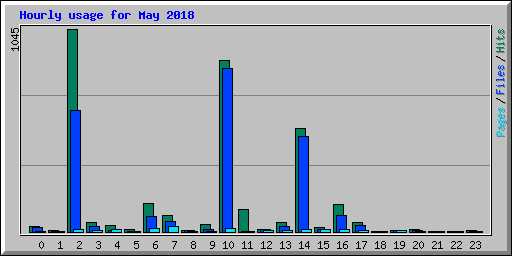 Hourly usage for May 2018
1045
Pages/Files/Hits
0 1 2 3 4 5 6 7 8 9 10 11 12 13 14 15 16 17 18 19 20 21 22 23